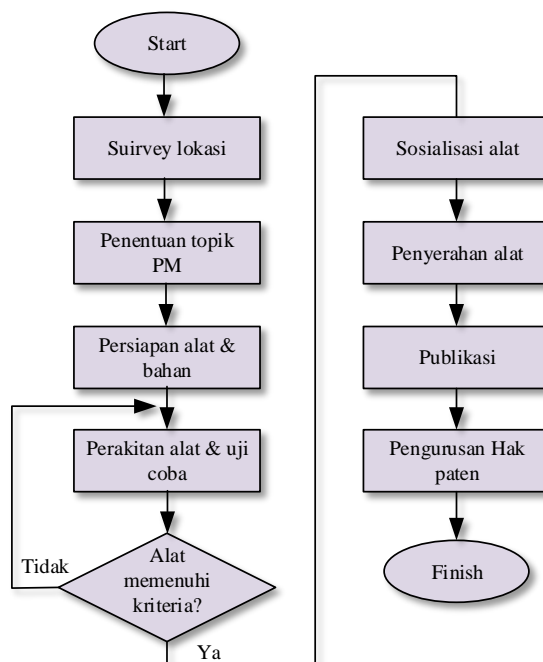 Start
Suirvey lokasi
Penentuan topik
PM
Persiapan alat &
bahan
Perakitan alat & uji
coba
Alat
memenuhi
kriteria?
Tidak
Ya
Sosialisasi alat
Penyerahan alat
Publikasi
Pengurusan Hak
paten
Finish